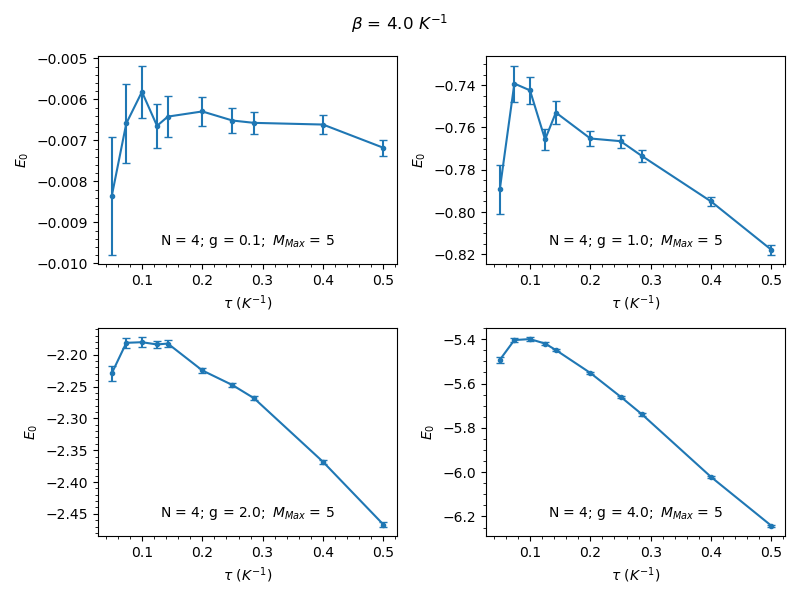 β = 4.0 K⁻¹
−0.005
−0.006
−0.007
−0.008
−0.009
−0.010
E₀
N = 4; g = 0.1; M_Max = 5
0.1 0.2 0.3 0.4 0.5
τ (K⁻¹)
−0.74
−0.76
−0.78
−0.80
−0.82
E₀
N = 4; g = 1.0; M_Max = 5
0.1 0.2 0.3 0.4 0.5
τ (K⁻¹)
−2.20
−2.25
−2.30
−2.35
−2.40
−2.45
E₀
N = 4; g = 2.0; M_Max = 5
0.1 0.2 0.3 0.4 0.5
τ (K⁻¹)
−5.4
−5.6
−5.8
−6.0
−6.2
E₀
N = 4; g = 4.0; M_Max = 5
0.1 0.2 0.3 0.4 0.5
τ (K⁻¹)